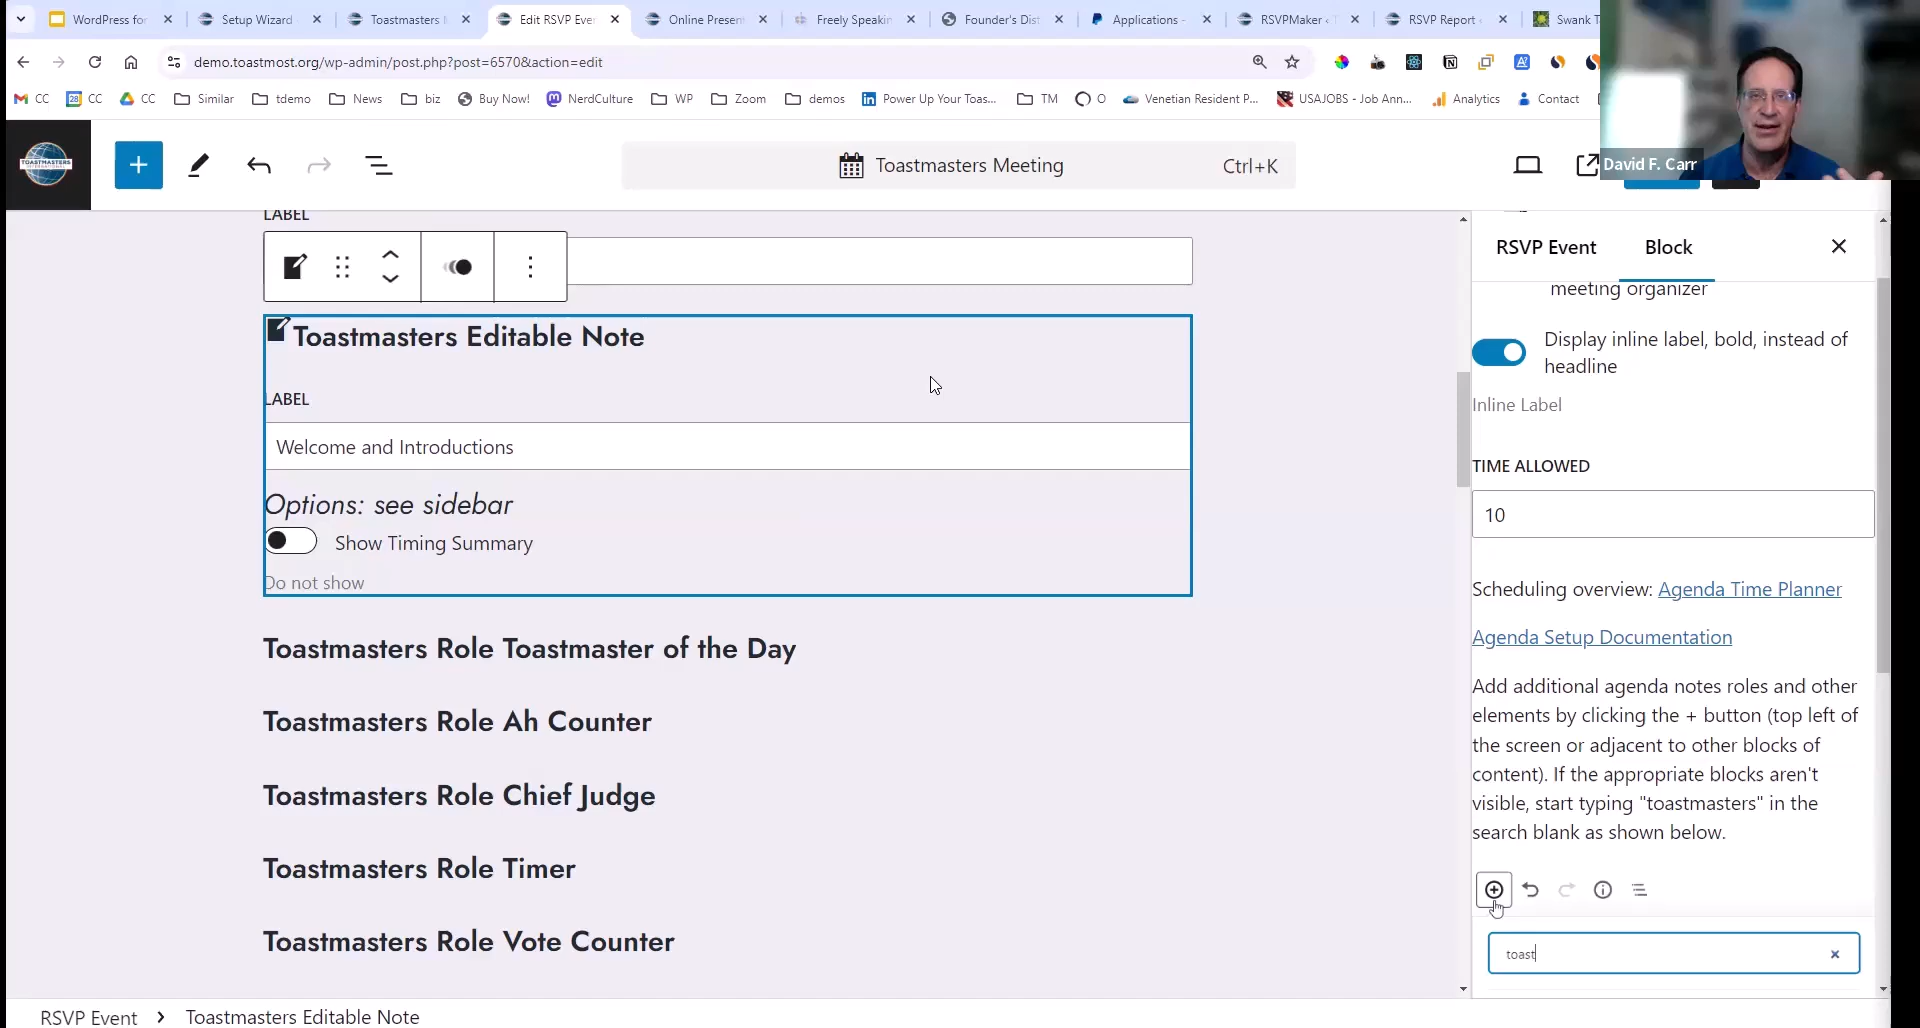 WordPress for
Setup Wizard
Toastmasters
Edit RSVP Eve
Online Present
Freely Speakin
Founder's Dist
Applications -
RSVPMaker ‹ T
RSVP Report ‹
Swank T
demo.toastmost.org/wp-admin/post.php?post=6570&action=edit
CC
CC
CC
Similar
tdemo
News
biz
Buy Now!
NerdCulture
WP
Zoom
demos
Power Up Your Toas...
TM
O
Venetian Resident P...
USAJOBS - Job Ann...
Analytics
Contact
TOASTMASTERS
Toastmasters Meeting
Ctrl+K
David F. Carr
LABEL
Toastmasters Editable Note
LABEL
Welcome and Introductions
Options: see sidebar
Show Timing Summary
Do not show
Toastmasters Role Toastmaster of the Day
Toastmasters Role Ah Counter
Toastmasters Role Chief Judge
Toastmasters Role Timer
Toastmasters Role Vote Counter
RSVP Event
Block
meeting organizer
Display inline label, bold, instead of
headline
Inline Label
TIME ALLOWED
10
Scheduling overview: Agenda Time Planner
Agenda Setup Documentation
Add additional agenda notes roles and other
elements by clicking the + button (top left of
the screen or adjacent to other blocks of
content). If the appropriate blocks aren't
visible, start typing "toastmasters" in the
search blank as shown below.
toast
RSVP Event > Toastmasters Editable Note